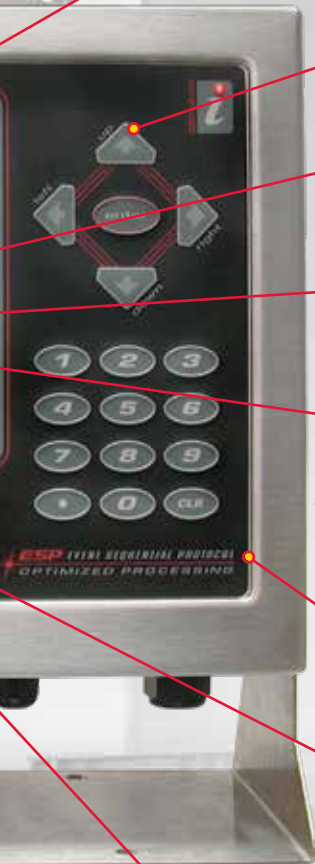 i
up
left
enter
right
down
1 2 3
4 5 6
7 8 9
• 0 CLR
ESP EVENT SEQUENTIAL PROTOCOL
OPTIMIZED PROCESSING